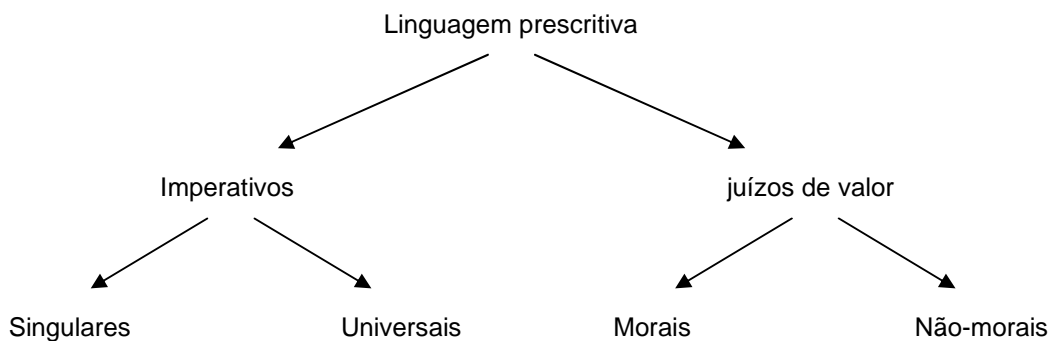 Linguagem prescritiva
Imperativos juízos de valor
Singulares Universais Morais Não-morais